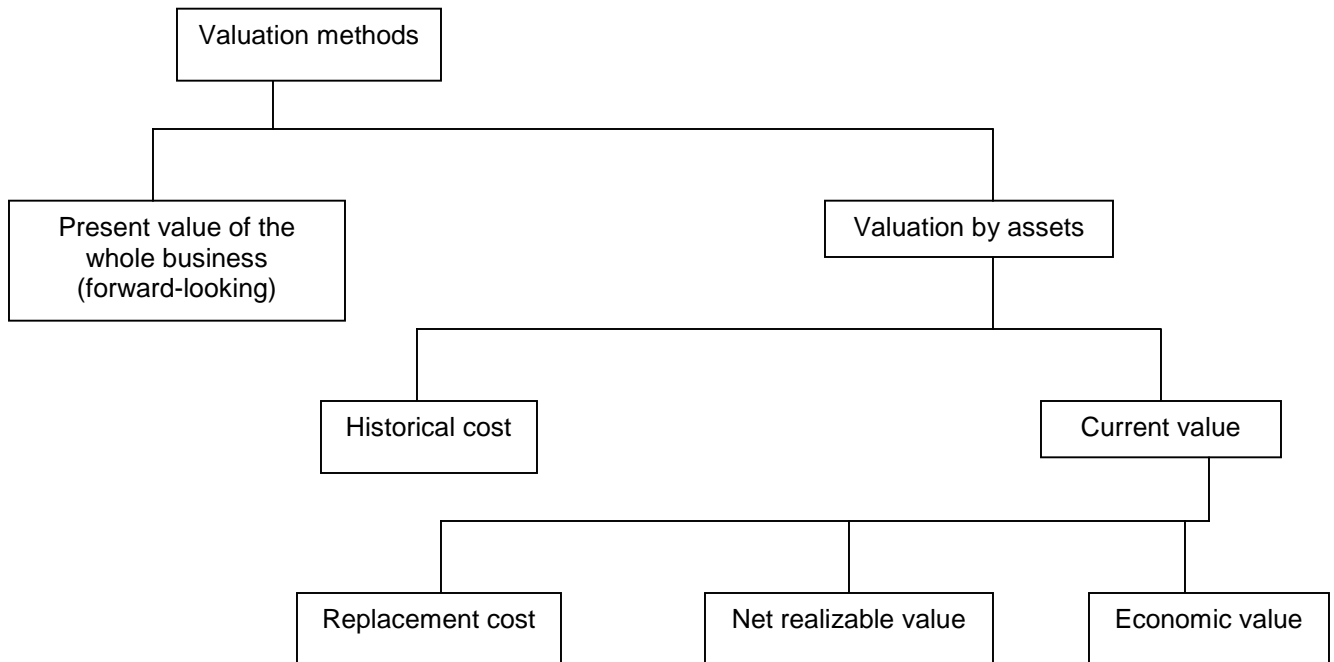 Valuation methods
Present value of the
whole business
(forward-looking)
Valuation by assets
Historical cost
Current value
Replacement cost
Net realizable value
Economic value